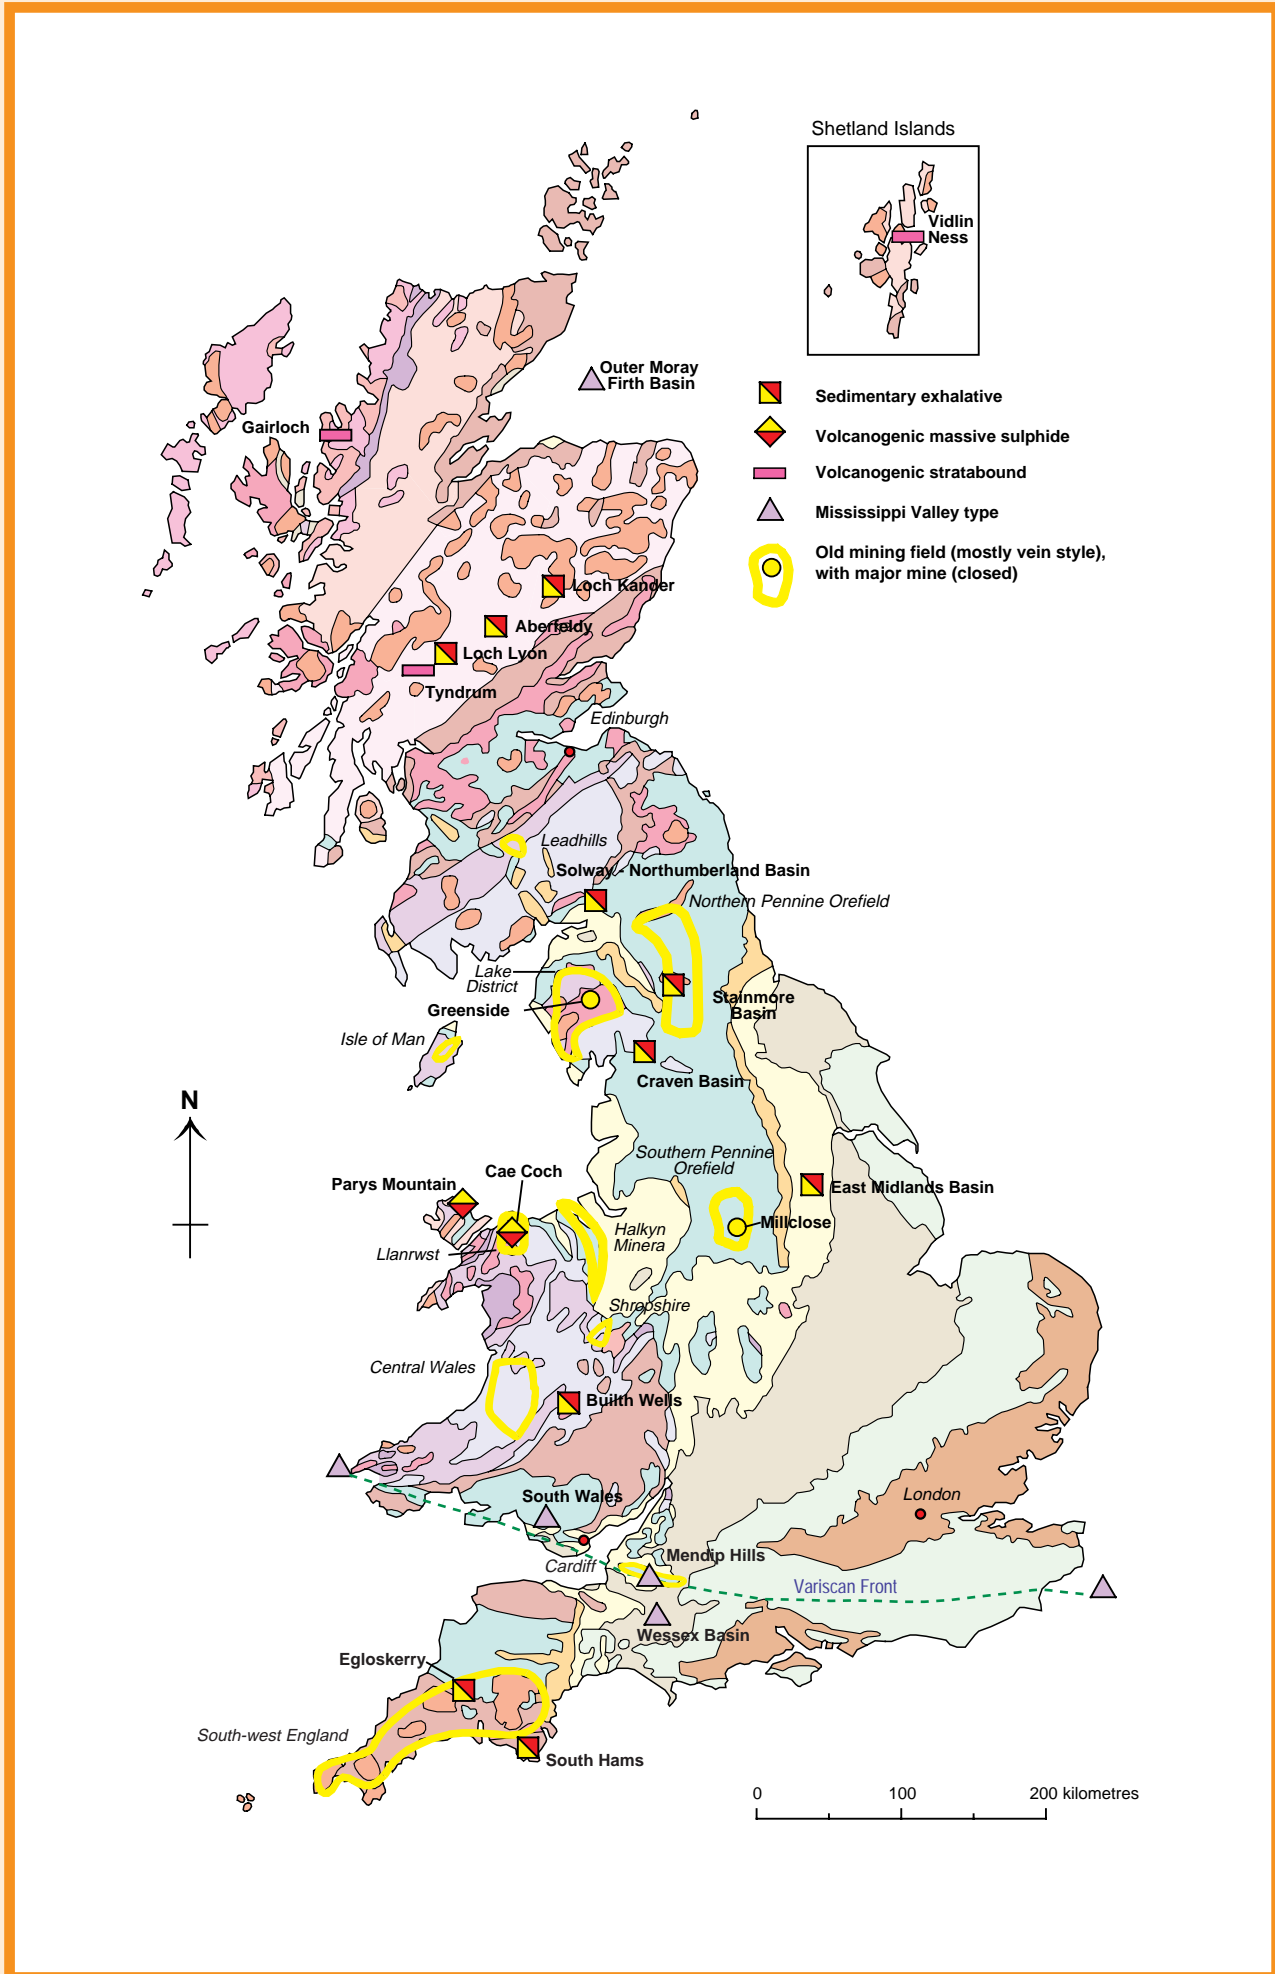 Shetland Islands
Vidlin
Ness
Outer Moray
Firth Basin
Sedimentary exhalative
Gairloch
Volcanogenic massive sulphide
Volcanogenic stratabound
Mississippi Valley type
Old mining field (mostly vein style),
with major mine (closed)
Loch Kander
Aberfeldy
Loch Lyon
Tyndrum
Edinburgh
Leadhills
Solway - Northumberland Basin
Northern Pennine Orefield
Lake
District
Greenside
Stainmore
Basin
Isle of Man
Craven Basin
N
Southern Pennine
Orefield
Cae Coch
Parys Mountain
East Midlands Basin
Millclose
Halkyn
Minera
Llanrwst
Shropshire
Central Wales
Builth Wells
South Wales
London
Mendip Hills
Cardiff
Variscan Front
Wessex Basin
Egloskerry
South-west England
South Hams
0 100 200 kilometres